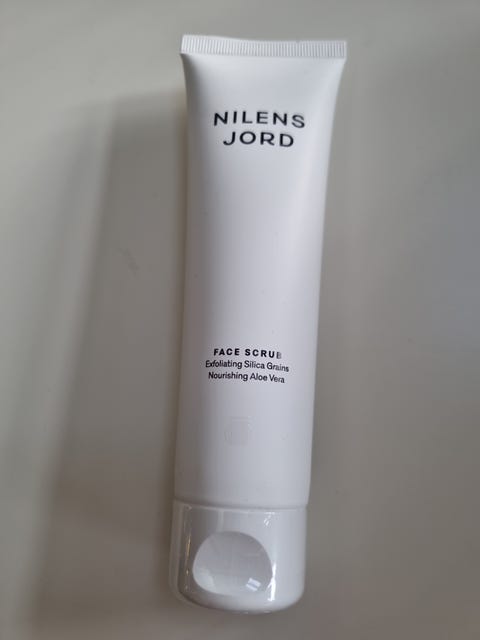 NILENS
JORD
FACE SCRUB
Exfoliating Silica Grains
Nourishing Aloe Vera